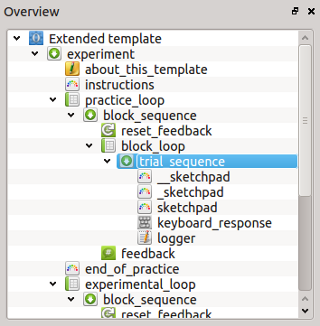 Overview
Extended template
experiment
about_this_template
instructions
practice_loop
block_sequence
reset_feedback
block_loop
trial_sequence
__sketchpad
_sketchpad
sketchpad
keyboard_response
logger
feedback
end_of_practice
experimental_loop
block_sequence
reset_feedback